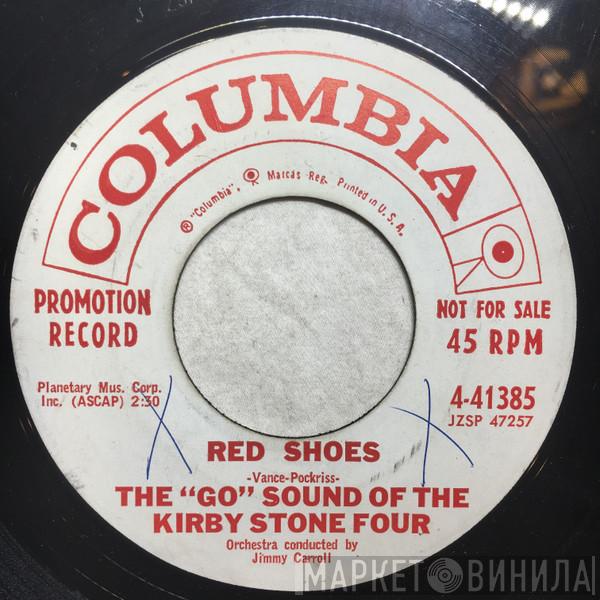 COLUMBIA
® "Columbia", Marcas Reg. Printed in U.S.A.
PROMOTION
RECORD
NOT FOR SALE
45 RPM
Planetary Mus. Corp.
Inc. (ASCAP) 2:30
4-41385
JZSP 47257
RED SHOES
-Vance-Pockriss-
THE "GO" SOUND OF THE
KIRBY STONE FOUR
Orchestra conducted by
Jimmy Carroll
МАРКЕТ ВИНИЛА